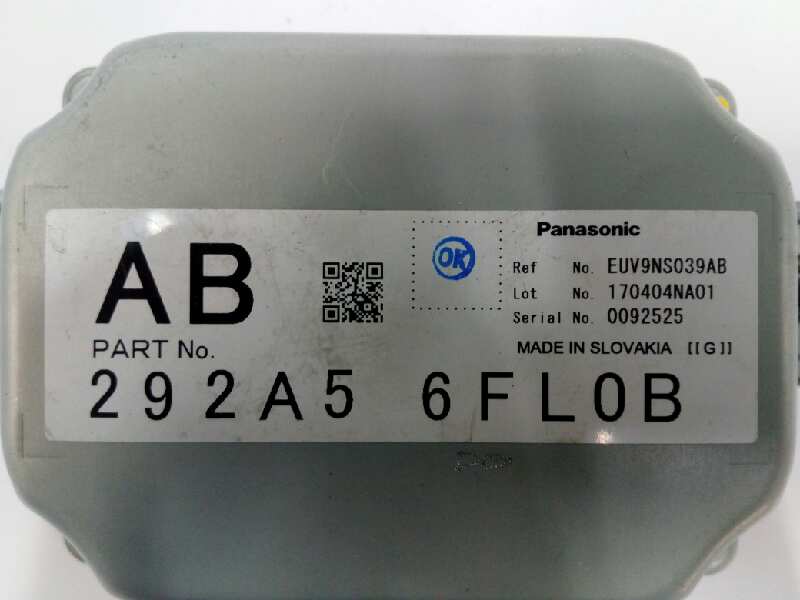 AB
OK
Panasonic
Ref No. EUV9NS039AB
Lot No. 170404NA01
Serial No. 0092525
PART No.
MADE IN SLOVAKIA [[G]]
292A5 6FL0B